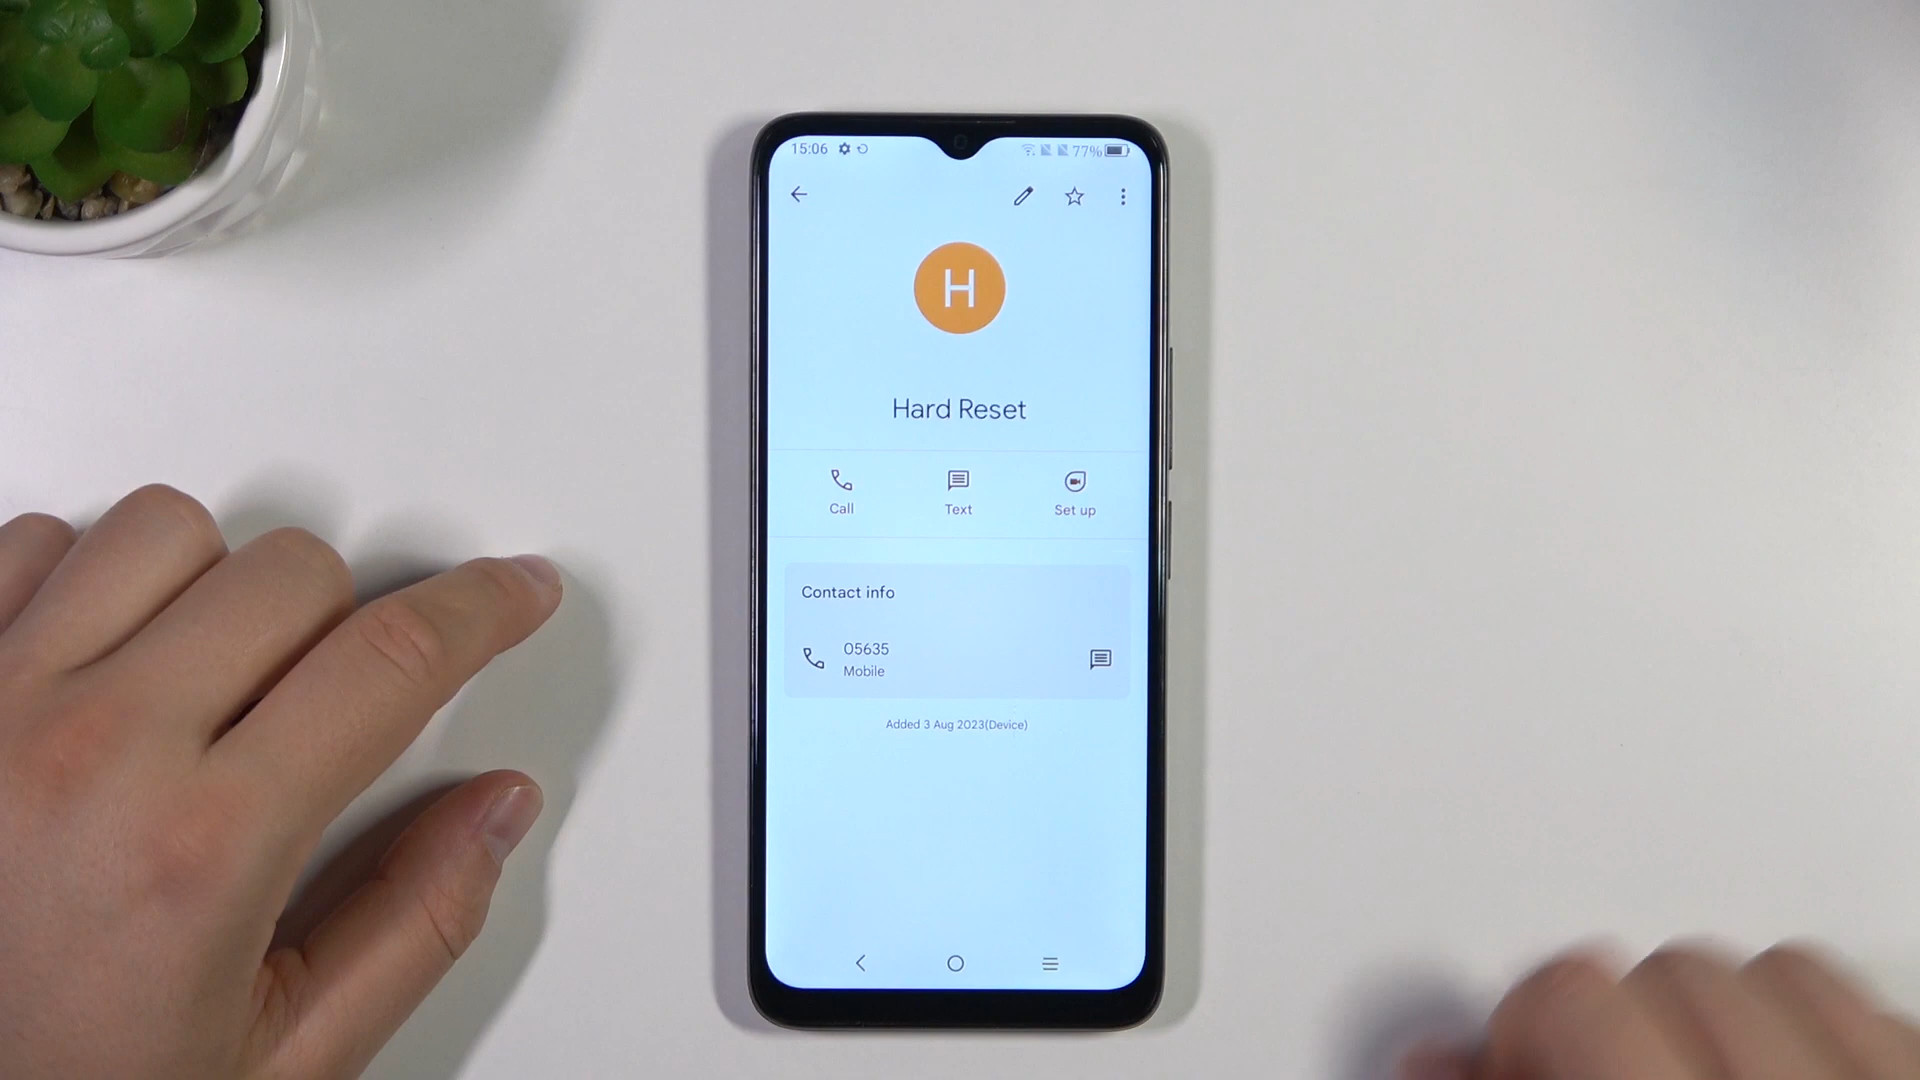 15:06 77%
H
Hard Reset
Call Text Set up
Contact info
05635
Mobile
Added 3 Aug 2023(Device)